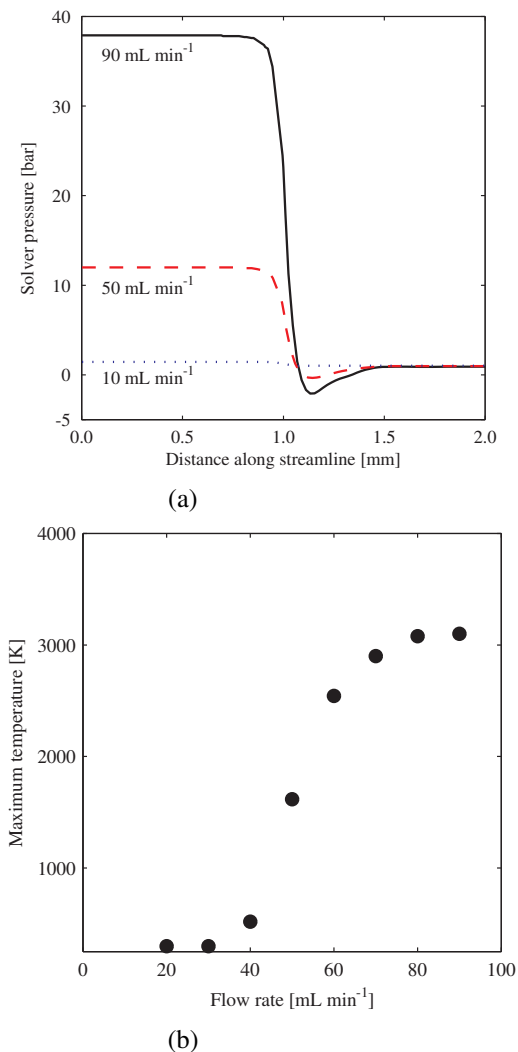 40
90 mL min⁻¹
30
Solver pressure [bar]
20
10
50 mL min⁻¹
0
10 mL min⁻¹
-5
0.0 0.5 1.0 1.5 2.0
Distance along streamline [mm]
(a)
4000
3000
Maximum temperature [K]
2000
1000
0 20 40 60 80 100
Flow rate [mL min⁻¹]
(b)